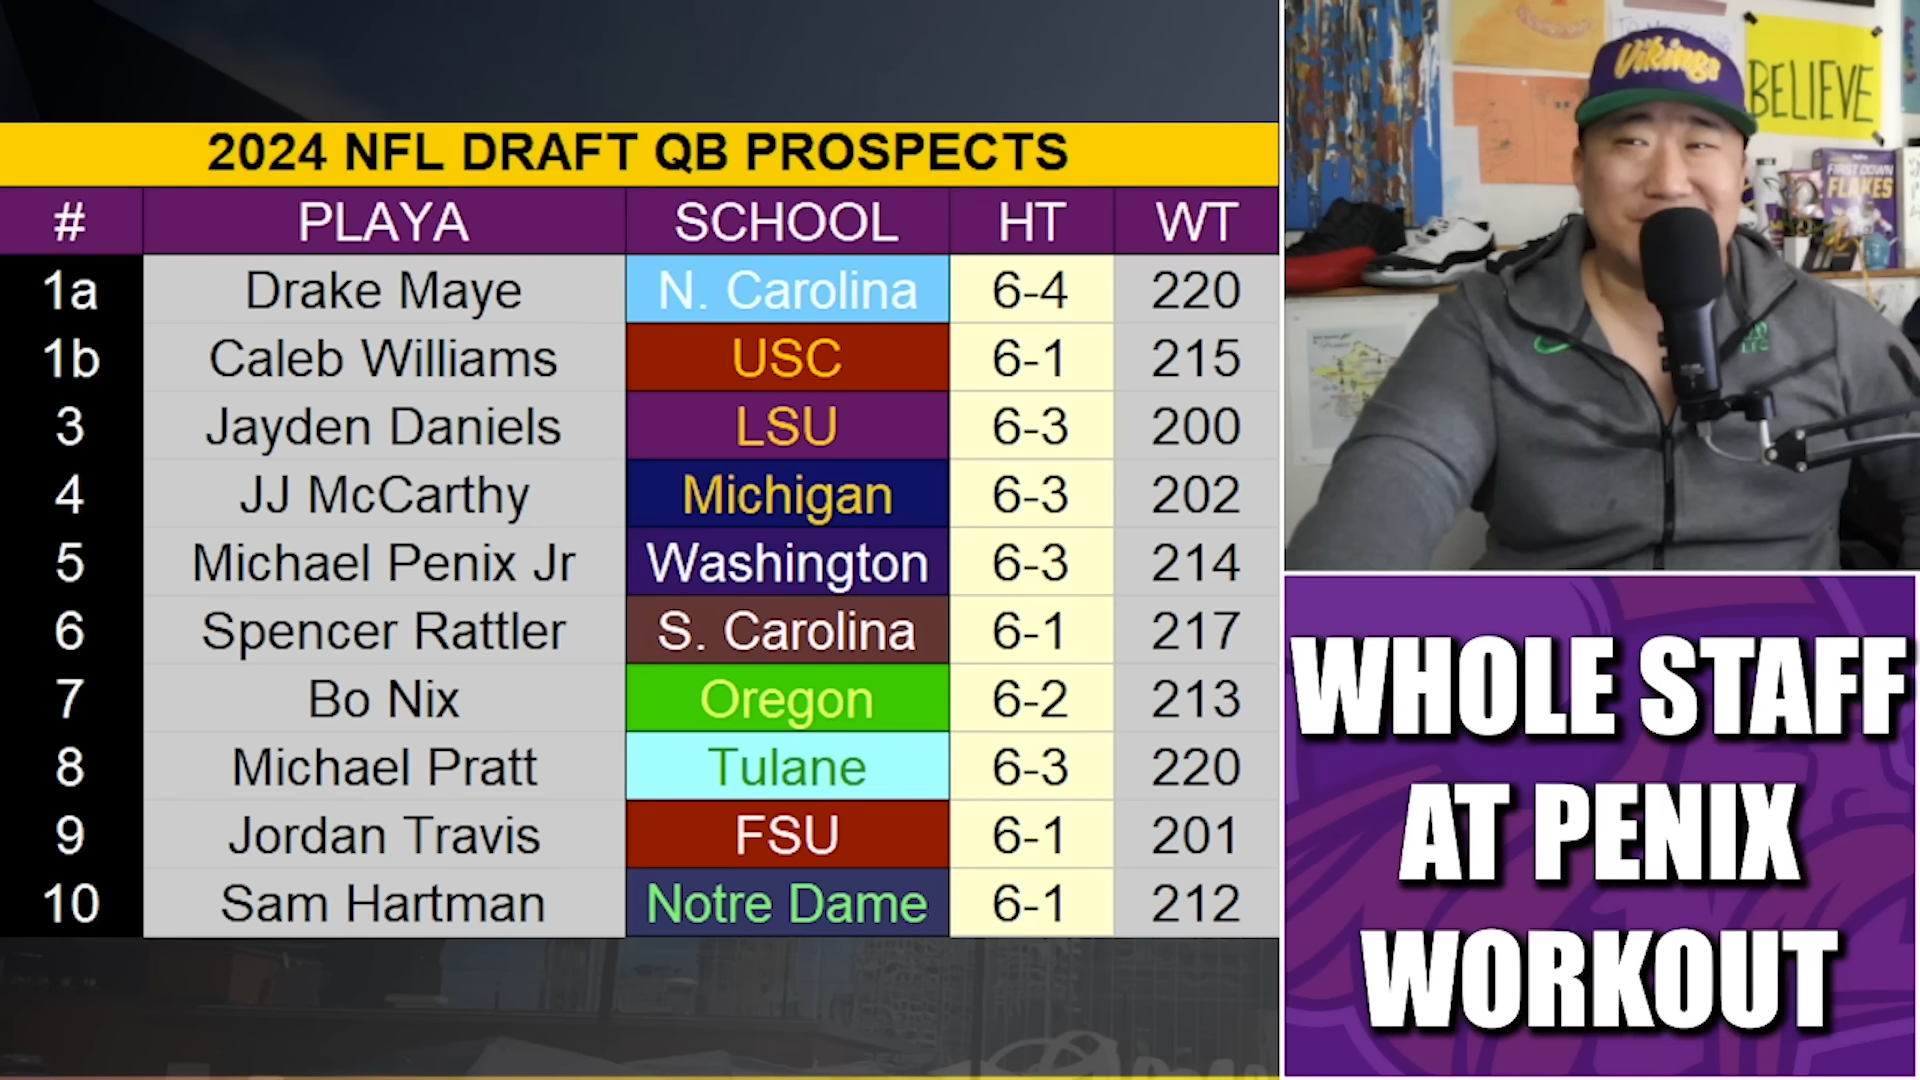 2024 NFL DRAFT QB PROSPECTS
# PLAYA SCHOOL HT WT
1a Drake Maye N. Carolina 6-4 220
1b Caleb Williams USC 6-1 215
3 Jayden Daniels LSU 6-3 200
4 JJ McCarthy Michigan 6-3 202
5 Michael Penix Jr Washington 6-3 214
6 Spencer Rattler S. Carolina 6-1 217
7 Bo Nix Oregon 6-2 213
8 Michael Pratt Tulane 6-3 220
9 Jordan Travis FSU 6-1 201
10 Sam Hartman Notre Dame 6-1 212
Vikings
BELIEVE
FIRST DOWN
FLAKES
WHOLE STAFF
AT PENIX
WORKOUT